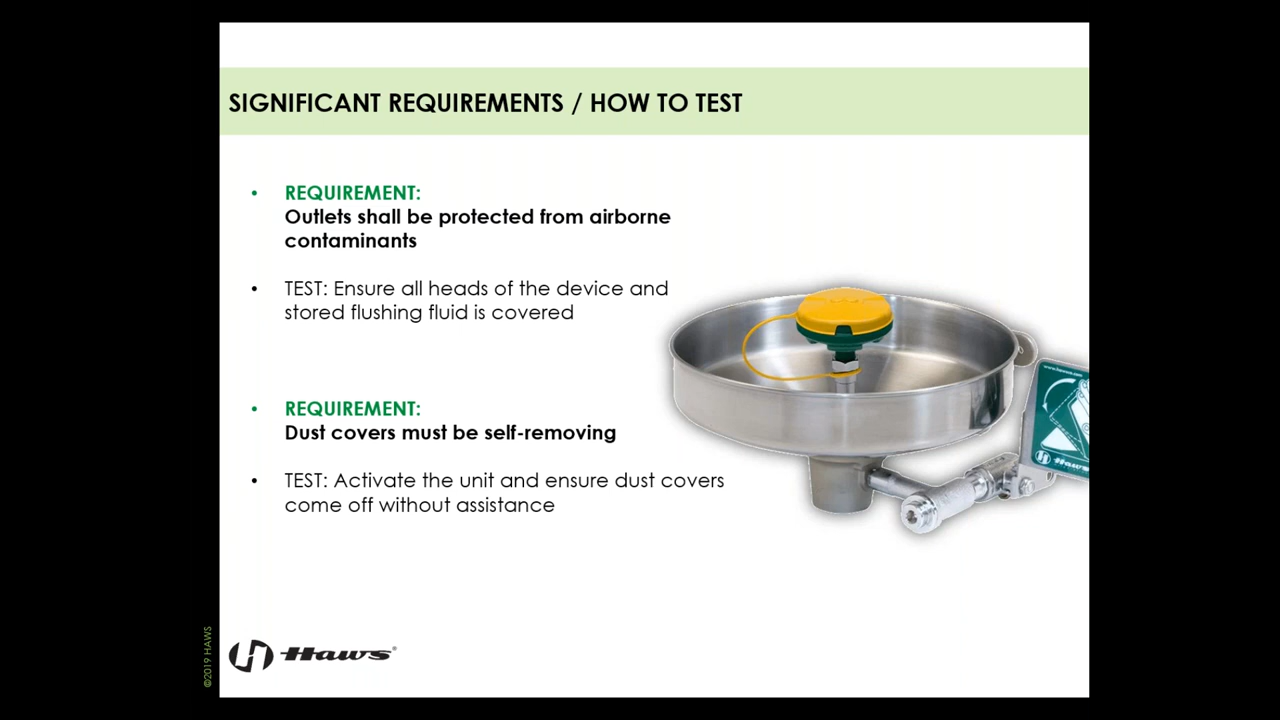 SIGNIFICANT REQUIREMENTS / HOW TO TEST
• REQUIREMENT:
Outlets shall be protected from airborne
contaminants
• TEST: Ensure all heads of the device and
stored flushing fluid is covered
• REQUIREMENT:
Dust covers must be self-removing
• TEST: Activate the unit and ensure dust covers
come off without assistance
Haws
Haws®
©2019 HAWS